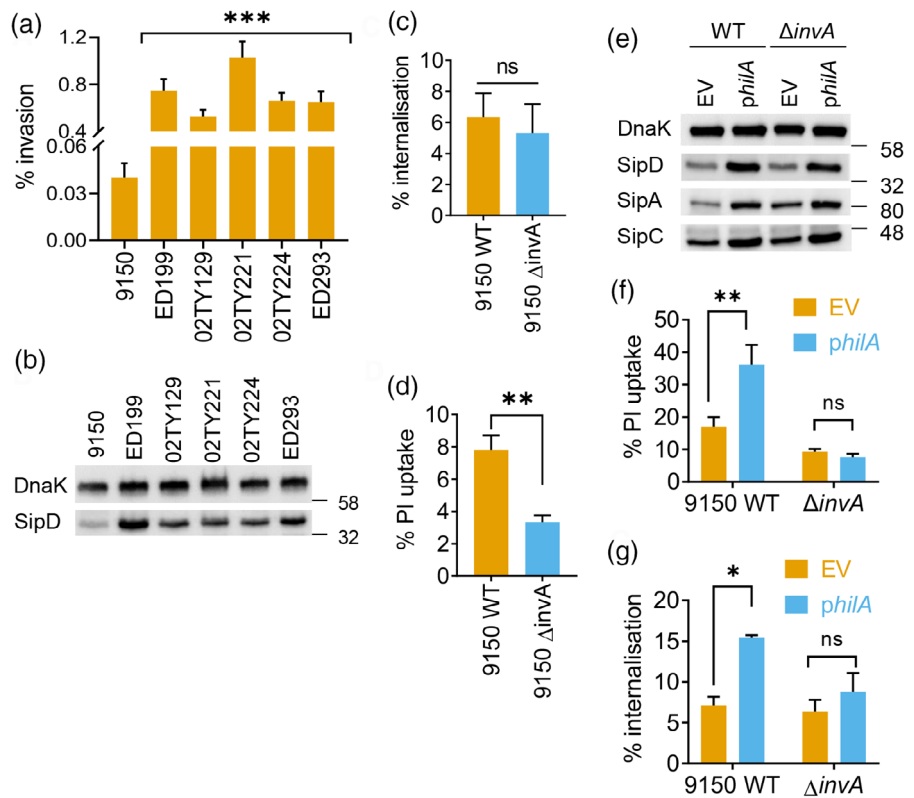 (a)
***
% invasion
1.2
0.8
0.4
0.06
0.03
0.00
9150
ED199
02TY129
02TY221
02TY224
ED293
(b)
9150
ED199
02TY129
02TY221
02TY224
ED293
DnaK
58
SipD
32
(c)
ns
% internalisation
10
8
6
4
2
0
9150 WT
9150 ΔinvA
(d)
**
% PI uptake
8
6
4
2
0
9150 WT
9150 ΔinvA
(e)
WT ΔinvA
EV philA EV philA
DnaK
58
SipD
32
SipA
80
SipC
48
(f)
EV
philA
**
ns
% PI uptake
50
40
30
20
10
0
9150 WT ΔinvA
(g)
EV
philA
*
ns
% internalisation
20
15
10
5
0
9150 WT ΔinvA